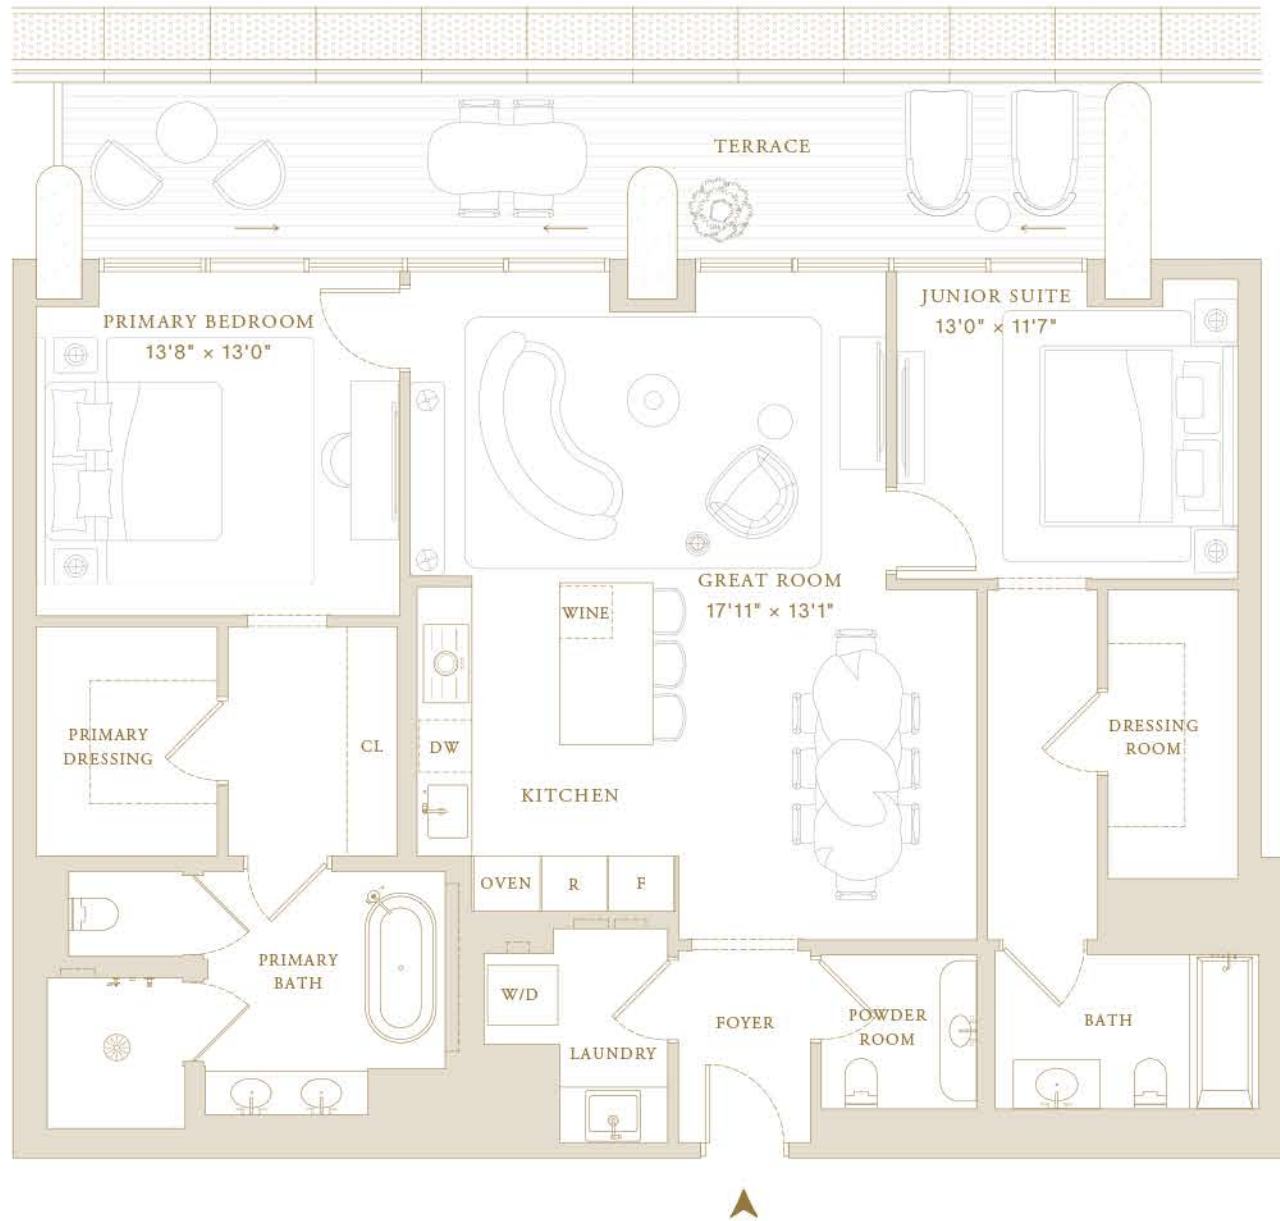 TERRACE
PRIMARY BEDROOM
13'8" × 13'0"
JUNIOR SUITE
13'0" × 11'7"
GREAT ROOM
17'11" × 13'1"
WINE
PRIMARY
DRESSING
CL
DW
KITCHEN
DRESSING
ROOM
OVEN
R
F
PRIMARY
BATH
W/D
LAUNDRY
FOYER
POWDER
ROOM
BATH